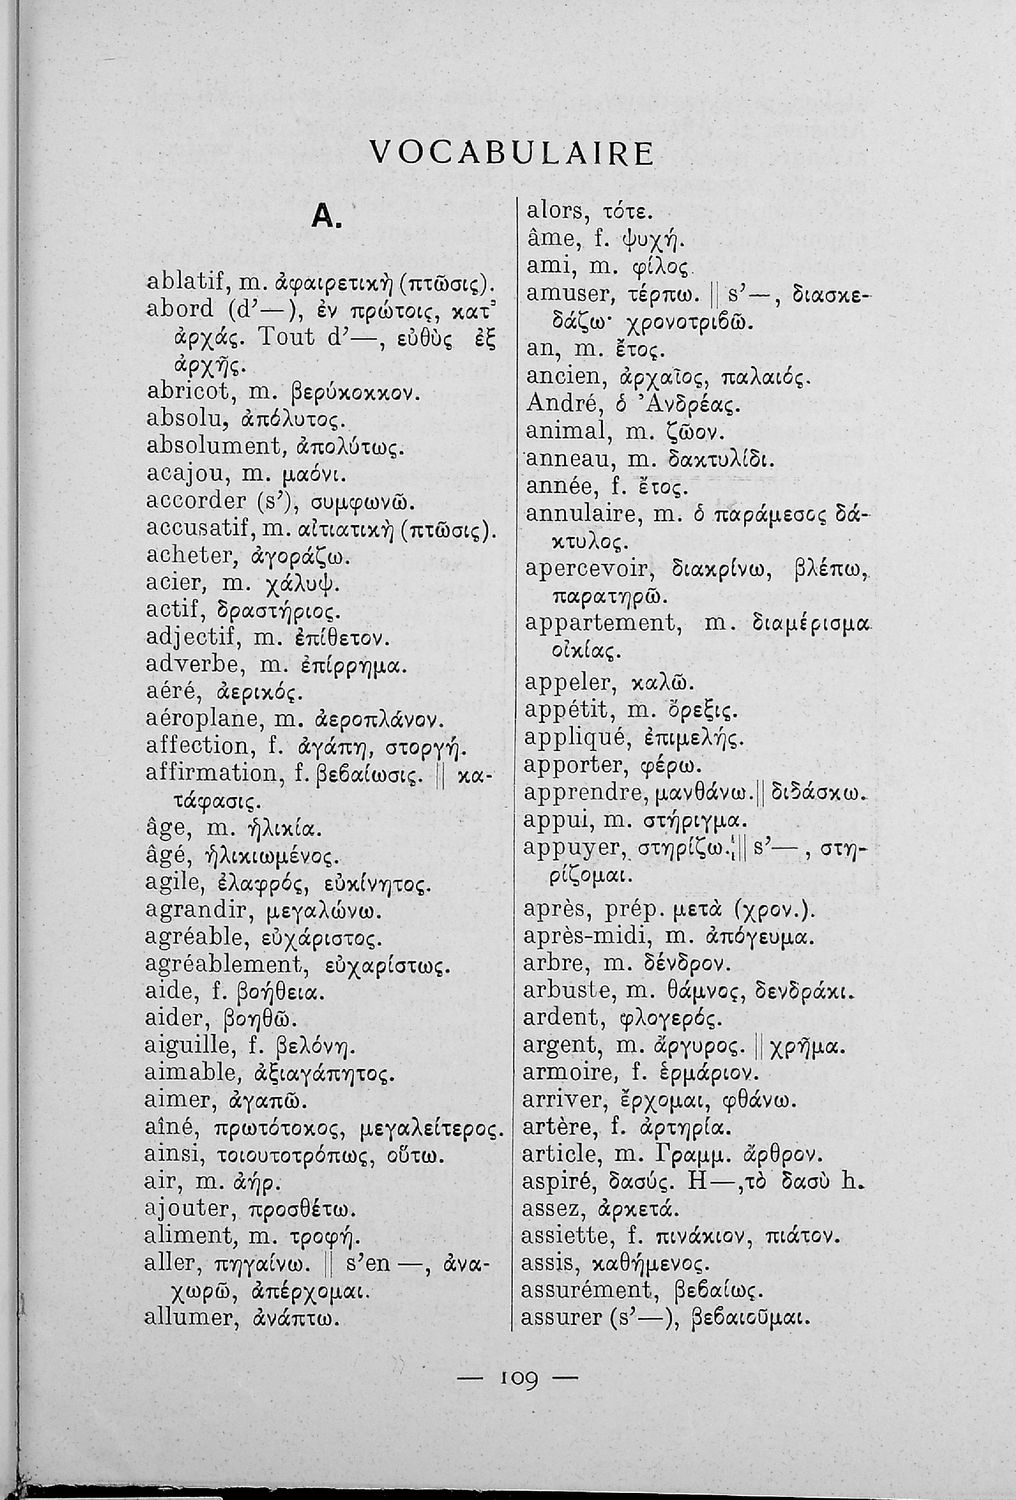 VOCABULAIRE
A.
ablatif, m. ἀφαιρετικὴ (πτῶσις).
abord (d’—), ἐν πρώτοις, κατ’
ἀρχάς. Tout d’—, εὐθὺς ἐξ
ἀρχῆς.
abricot, m. βερύκοκκον.
absolu, ἀπόλυτος.
absolument, ἀπολύτως.
acajou, m. μαόνι.
accorder (s’), συμφωνῶ.
accusatif, m. αἰτιατικὴ (πτῶσις).
acheter, ἀγοράζω.
acier, m. χάλυψ.
actif, δραστήριος.
adjectif, m. ἐπίθετον.
adverbe, m. ἐπίρρημα.
aéré, ἀερικός.
aéroplane, m. ἀεροπλάνον.
affection, f. ἀγάπη, στοργή.
affirmation, f. βεϐαίωσις. || κα-
τάφασις.
âge, m. ἡλικία.
âgé, ἡλικιωμένος.
agile, ἐλαφρός, εὐκίνητος.
agrandir, μεγαλώνω.
agréable, εὐχάριστος.
agréablement, εὐχαρίστως.
aide, f. βοήθεια.
aider, βοηθῶ.
aiguille, f. βελόνη.
aimable, ἀξιαγάπητος.
aimer, ἀγαπῶ.
aîné, πρωτότοκος, μεγαλείτερος.
ainsi, τοιουτοτρόπως, οὕτω.
air, m. ἀήρ.
ajouter, προσθέτω.
aliment, m. τροφή.
aller, πηγαίνω. || s’en —, ἀνα-
χωρῶ, ἀπέρχομαι.
allumer, ἀνάπτω.
alors, τότε.
âme, f. ψυχή.
ami, m. φίλος.
amuser, τέρπω. || s’—, διασκε-
δάζω· χρονοτριϐῶ.
an, m. ἔτος.
ancien, ἀρχαῖος, παλαιός.
André, ὁ Ἀνδρέας.
animal, m. ζῶον.
anneau, m. δακτυλίδι.
année, f. ἔτος.
annulaire, m. ὁ παράμεσος δά-
κτυλος.
apercevoir, διακρίνω, βλέπω,
παρατηρῶ.
appartement, m. διαμέρισμα
οἰκίας.
appeler, καλῶ.
appétit, m. ὄρεξις.
appliqué, ἐπιμελής.
apporter, φέρω.
apprendre, μανθάνω. || διδάσκω.
appui, m. στήριγμα.
appuyer, στηρίζω. || s’— , στη-
ρίζομαι.
après, prép. μετὰ (χρον.).
après-midi, m. ἀπόγευμα.
arbre, m. δένδρον.
arbuste, m. θάμνος, δενδράκι.
ardent, φλογερός.
argent, m. ἄργυρος. || χρῆμα.
armoire, f. ἑρμάριον.
arriver, ἔρχομαι, φθάνω.
artère, f. ἀρτηρία.
article, m. Γραμμ. ἄρθρον.
aspiré, δασύς. H—,τὸ δασὺ h.
assez, ἀρκετά.
assiette, f. πινάκιον, πιάτον.
assis, καθήμενος.
assurément, βεϐαίως.
assurer (s’—), βεϐαιοῦμαι.
— 109 —